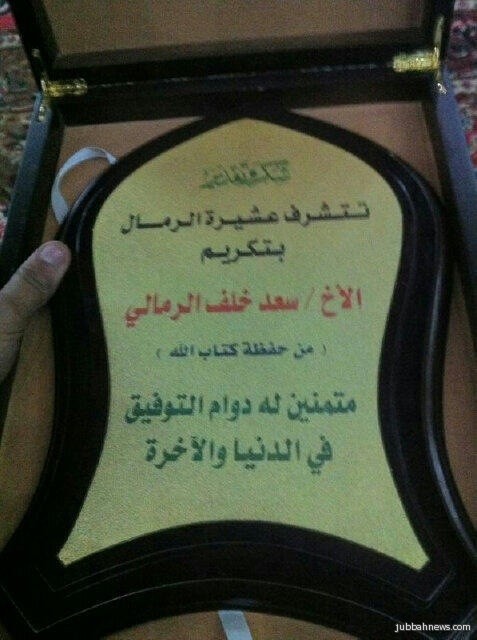 شكر وتقدير
تتشرف عشيرة الرمال
بتكريم
الأخ / سعد خلف الرمالي
( من حفظة كتاب الله )
متمنين له دوام التوفيق
في الدنيا والآخرة
jubbahnews.com